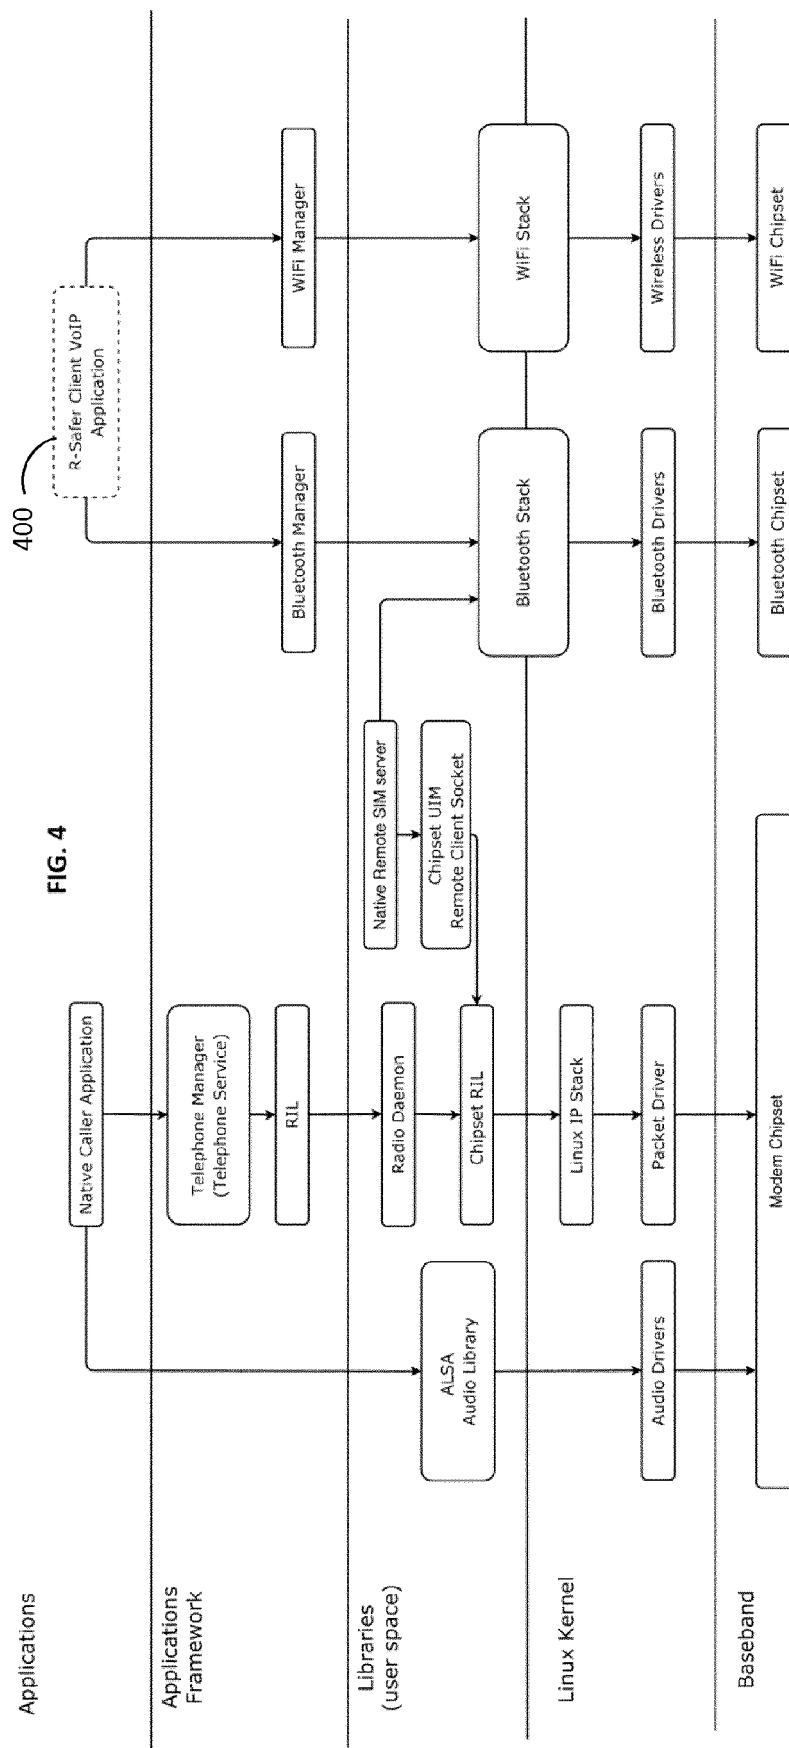 FIG. 4
400
Applications
Native Caller Application
R-Safer Client VoIP
Application
Applications
Framework
Telephone Manager
(Telephone Service)
RIL
Bluetooth Manager
WiFi Manager
Libraries
(user space)
ALSA
Audio Library
Radio Daemon
Chipset RIL
Native Remote SIM server
Chipset UIM
Remote Client Socket
Bluetooth Stack
WiFi Stack
Linux Kernel
Linux IP Stack
Audio Drivers
Packet Driver
Bluetooth Drivers
Wireless Drivers
Baseband
Modem Chipset
Bluetooth Chipset
WiFi Chipset